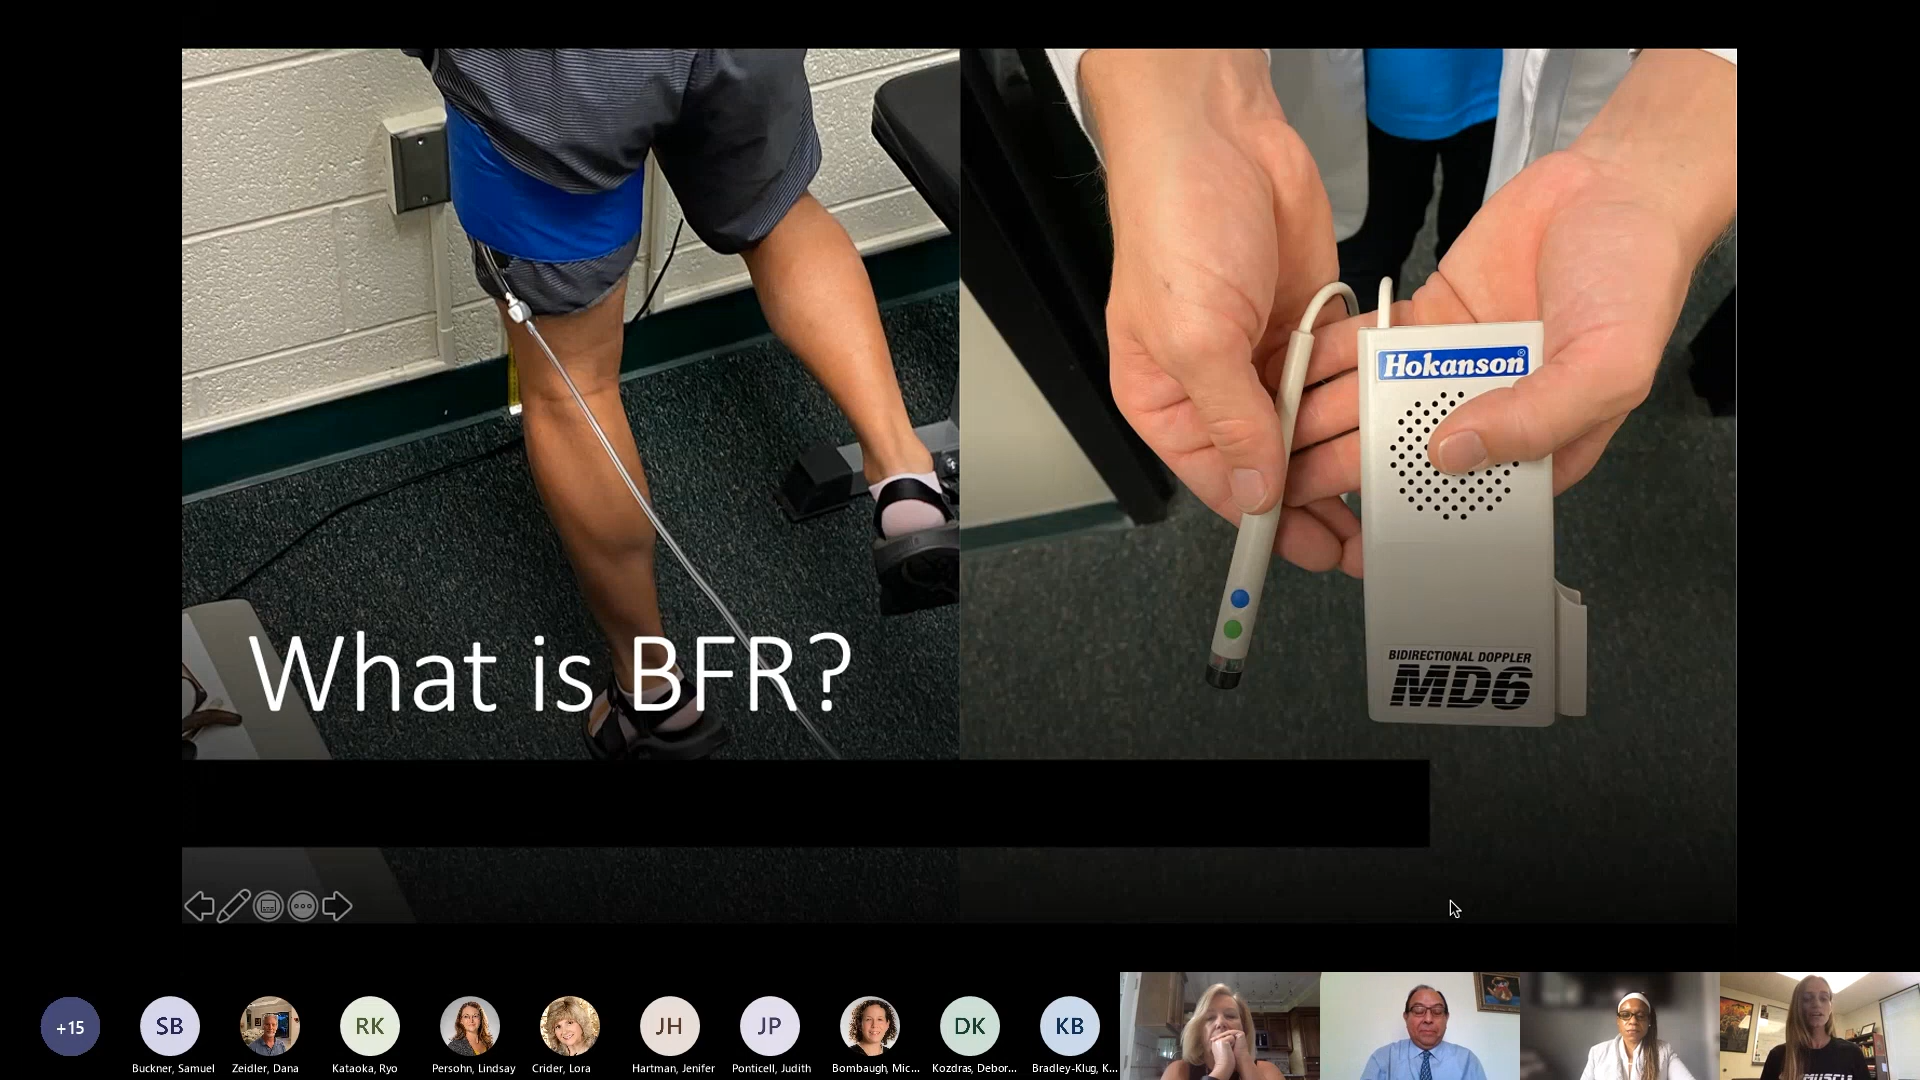 Hokanson®
BIDIRECTIONAL DOPPLER
MD6
What is BFR?
+15
SB
RK
JH
JP
DK
KB
Buckner, Samuel
Zeidler, Dana
Kataoka, Ryo
Persohn, Lindsay
Crider, Lora
Hartman, Jenifer
Ponticell, Judith
Bombaugh, Mic...
Kozdras, Debor...
Bradley-Klug, K...
MUSCLE